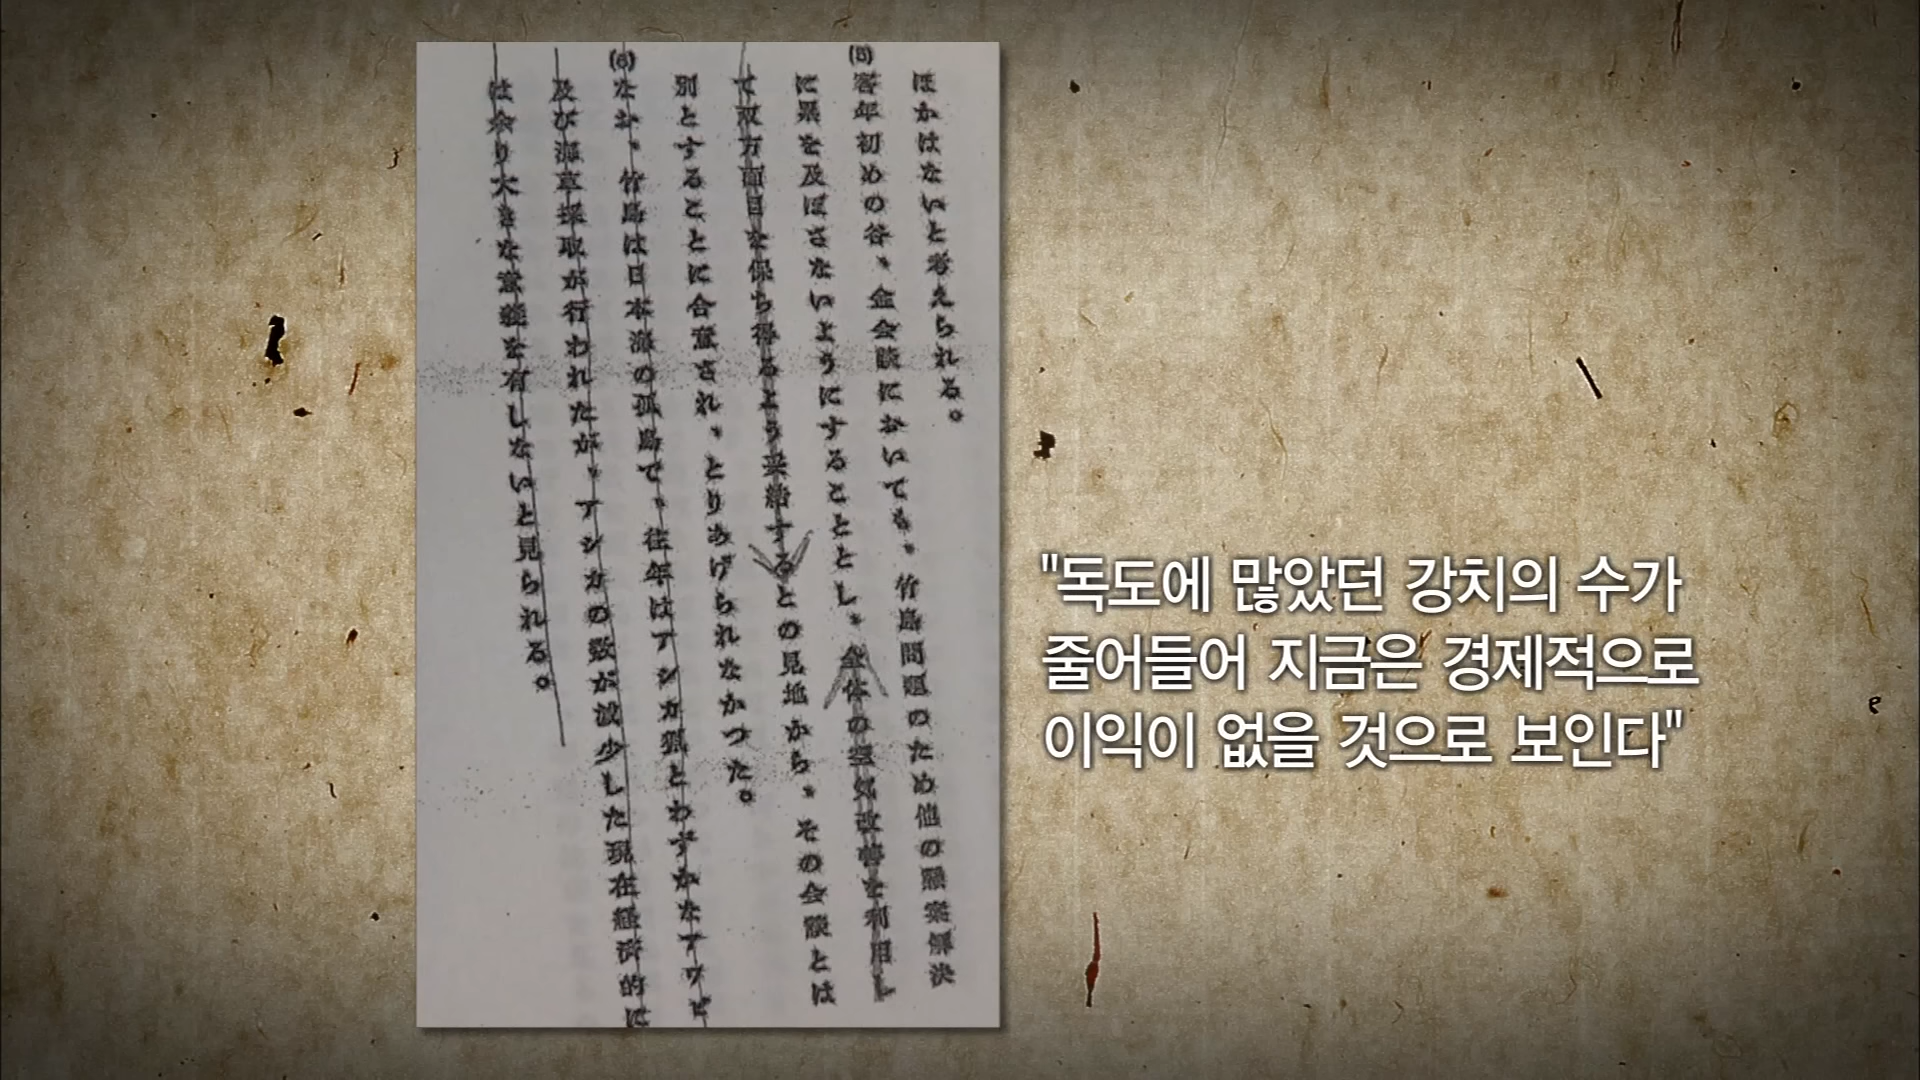 ほかはないと考えられる。
(5)
客年初めの谷、金会談においても、竹島問題のため他の懸案解決
に累を及ぼさないようにすることとし、全体の空気改善を利用し
て双方面目を保ち得るよう妥結するとの見地から、その会談とは
別とすることに合意され、とりあげられなかつた。
(6)
なお、竹島は日本海の孤島で、往年はアシカ猟とわずかなアワビ
及び海草採取が行われたが、アシカの数が減少した現在経済的に
は余り大きな意義を有しないと見られる。
"독도에 많았던 강치의 수가
줄어들어 지금은 경제적으로
이익이 없을 것으로 보인다"